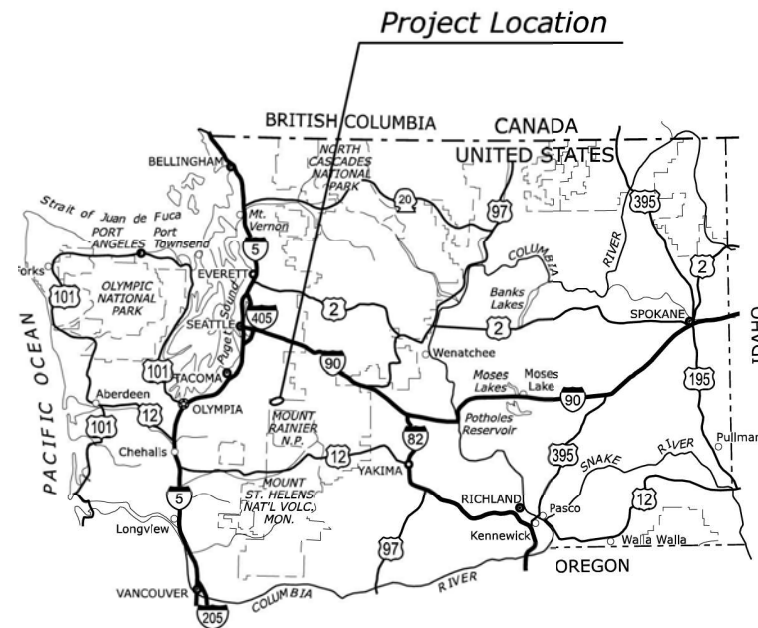 Project Location
BRITISH COLUMBIA
CANADA
UNITED STATES
BELLINGHAM
NORTH
CASCADES
NATIONAL
PARK
20
97
395
Strait of Juan de Fuca
PORT
ANGELES
Port
Townsend
Mt.
Vernon
5
EVERETT
COLUMBIA
RIVER
2
orks
101
OLYMPIC
NATIONAL
PARK
Puget Sound
405
SEATTLE
2
Banks
Lakes
2
SPOKANE
IDAHO
90
Wenatchee
101
TACOMA
Moses
Lakes
Moses
Lake
90
195
PACIFIC OCEAN
Aberdeen
12
OLYMPIA
MOUNT
RAINIER
N.P.
Potholes
Reservoir
101
82
395
SNAKE
RIVER
Pullmar
Chehalis
12
YAKIMA
5
MOUNT
ST. HELENS
NAT'L VOLC.
MON.
RICHLAND
Pasco
12
Longview
Kennewick
Walla Walla
97
OREGON
VANCOUVER
COLUMBIA
RIVER
205